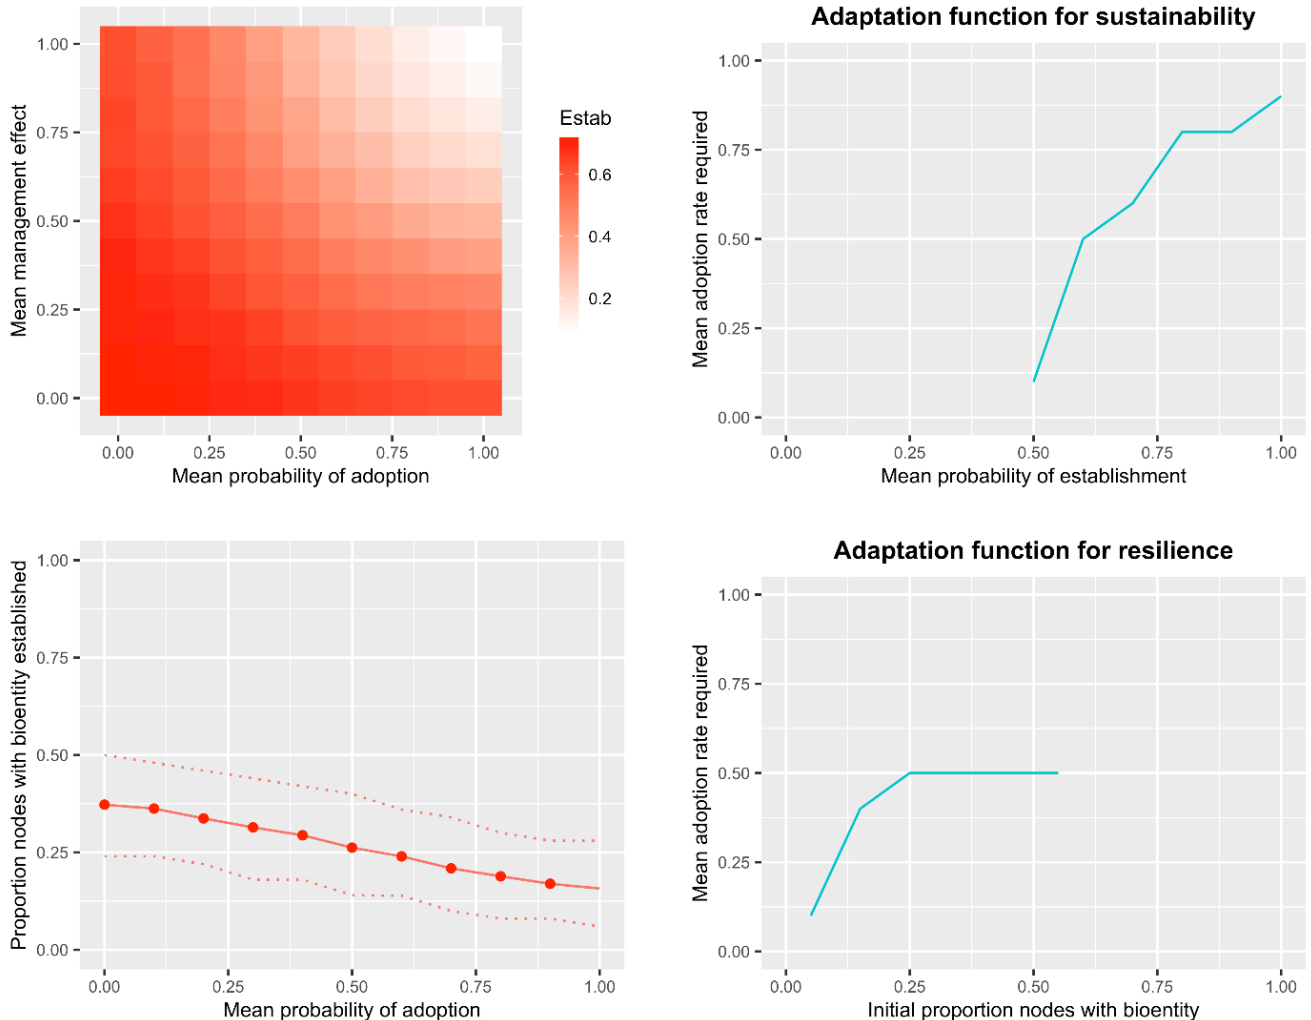 Mean management effect
1.00
0.75
0.50
0.25
0.00
0.00 0.25 0.50 0.75 1.00
Mean probability of adoption
Estab
0.6
0.4
0.2
Adaptation function for sustainability
Mean adoption rate required
1.00
0.75
0.50
0.25
0.00
0.00 0.25 0.50 0.75 1.00
Mean probability of establishment
Proportion nodes with bioentity established
1.00
0.75
0.50
0.25
0.00
0.00 0.25 0.50 0.75 1.00
Mean probability of adoption
Adaptation function for resilience
Mean adoption rate required
1.00
0.75
0.50
0.25
0.00
0.00 0.25 0.50 0.75 1.00
Initial proportion nodes with bioentity